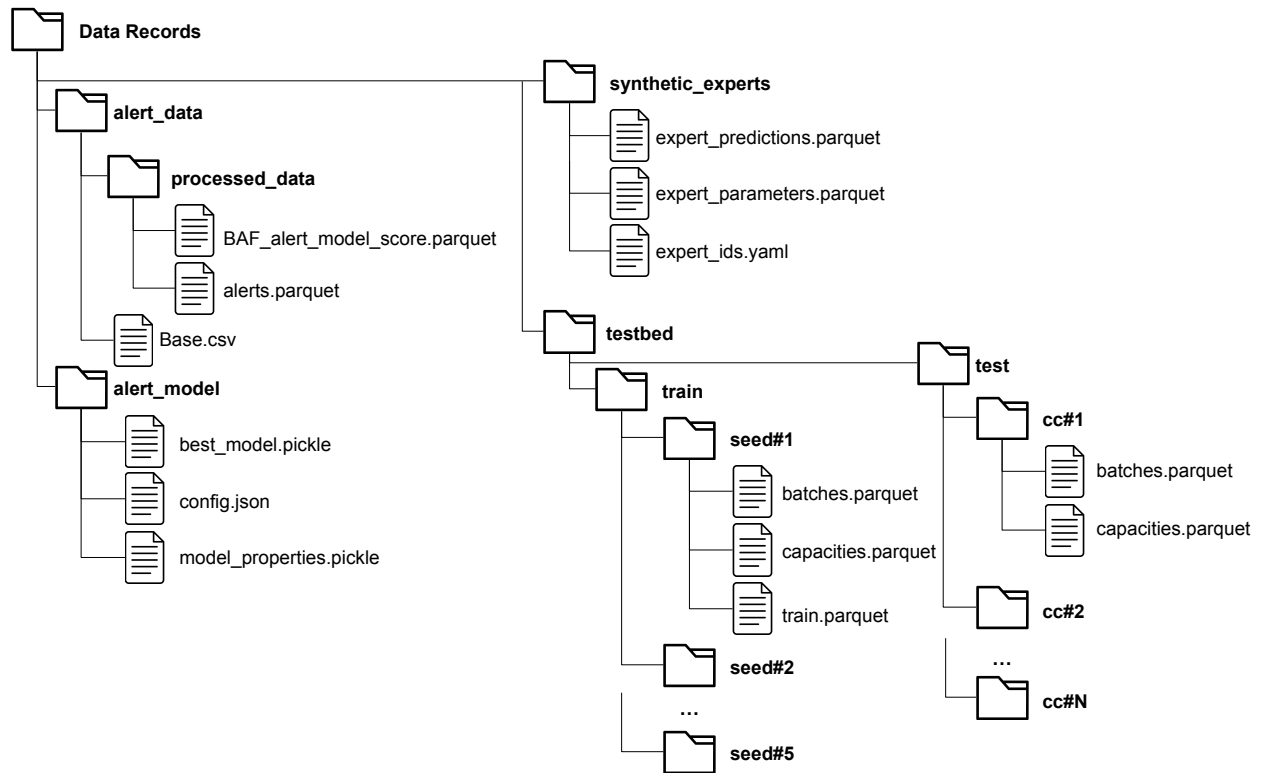 Data Records
alert_data
processed_data
BAF_alert_model_score.parquet
alerts.parquet
Base.csv
alert_model
best_model.pickle
config.json
model_properties.pickle
synthetic_experts
expert_predictions.parquet
expert_parameters.parquet
expert_ids.yaml
testbed
train
seed#1
batches.parquet
capacities.parquet
train.parquet
seed#2
...
seed#5
test
cc#1
batches.parquet
capacities.parquet
cc#2
...
cc#N